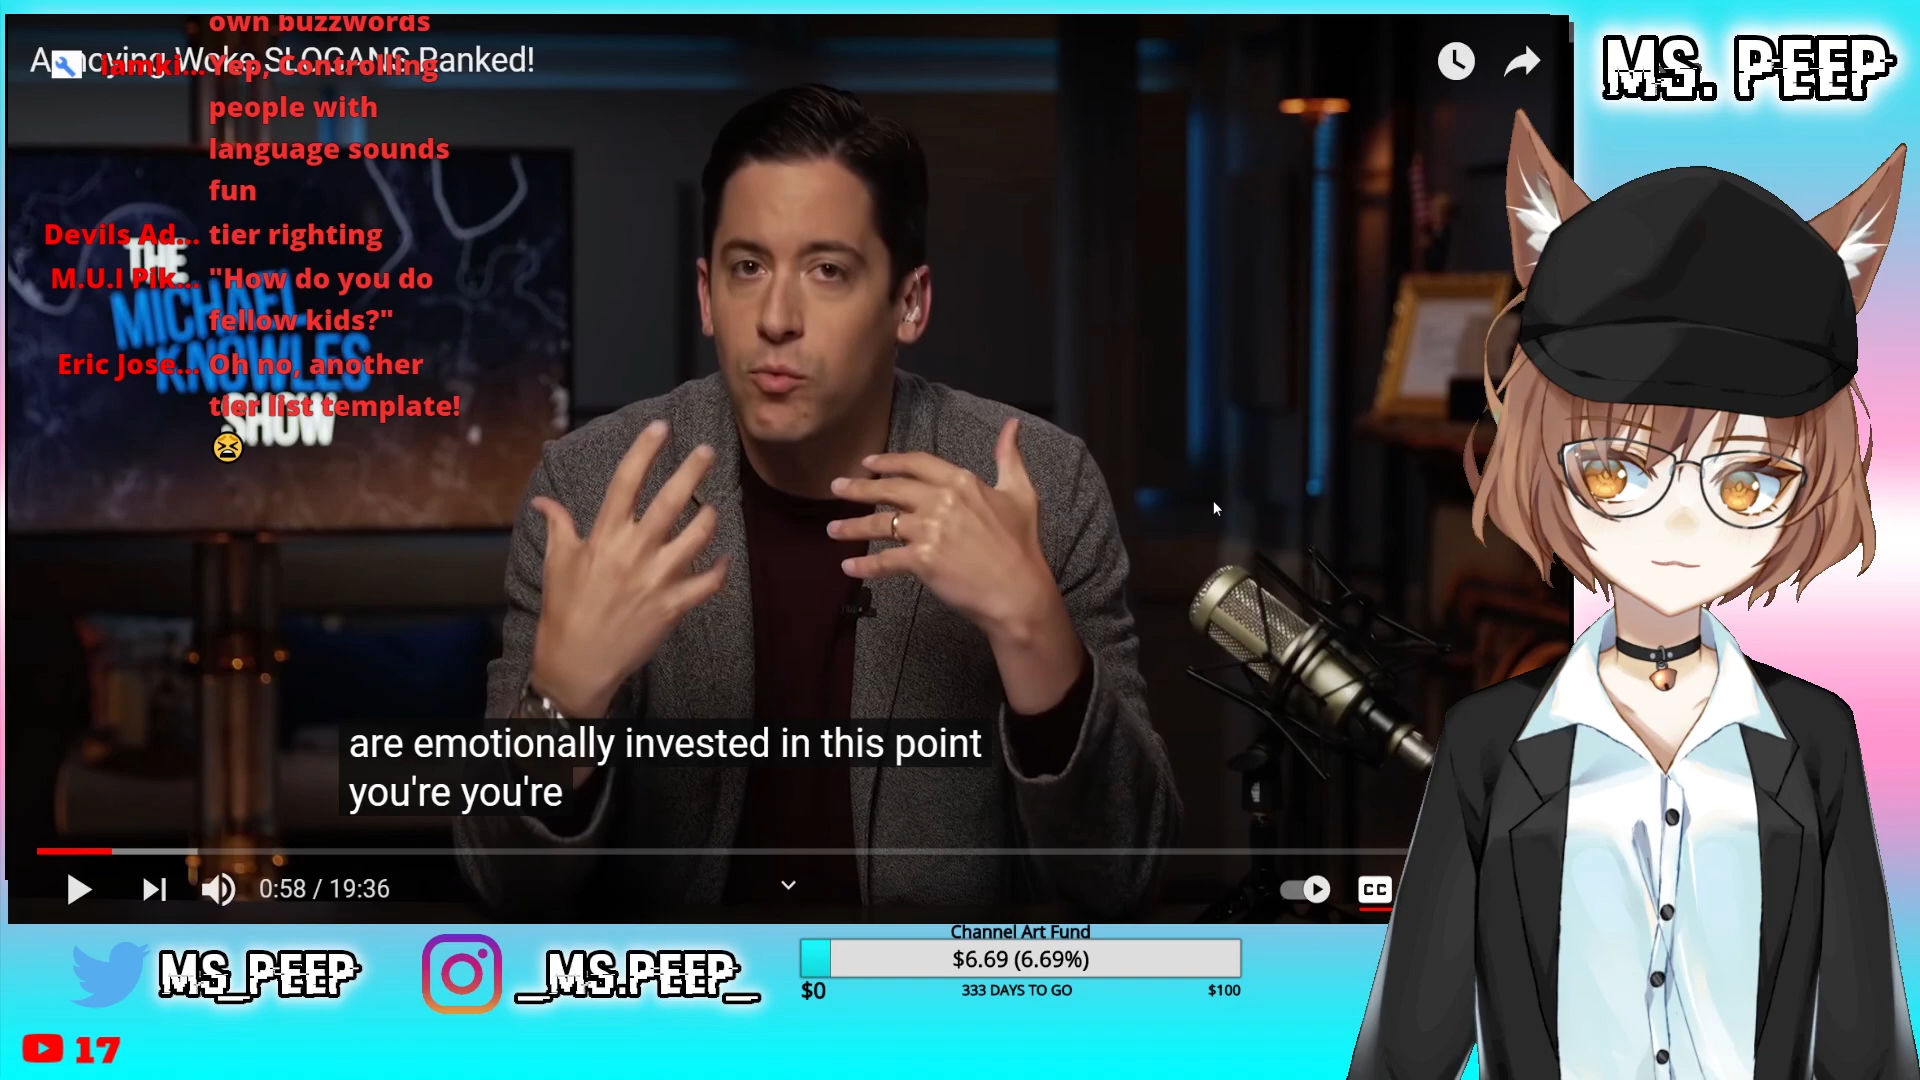 own buzzwords
Annoying Woke SLOGANS Ranked!
iamki... Yep, Controlling
people with
language sounds
fun
Devils Ad... tier righting
M.U.I Pik... "How do you do
fellow kids?"
Eric Jose... Oh no, another
tier list template!
THE
MICHAEL
KNOWLES
SHOW
MS. PEEP
are emotionally invested in this point
you're you're
0:58 / 19:36
CC
MS_PEEP
_MS.PEEP_
Channel Art Fund
$6.69 (6.69%)
$0
333 DAYS TO GO
$100
17